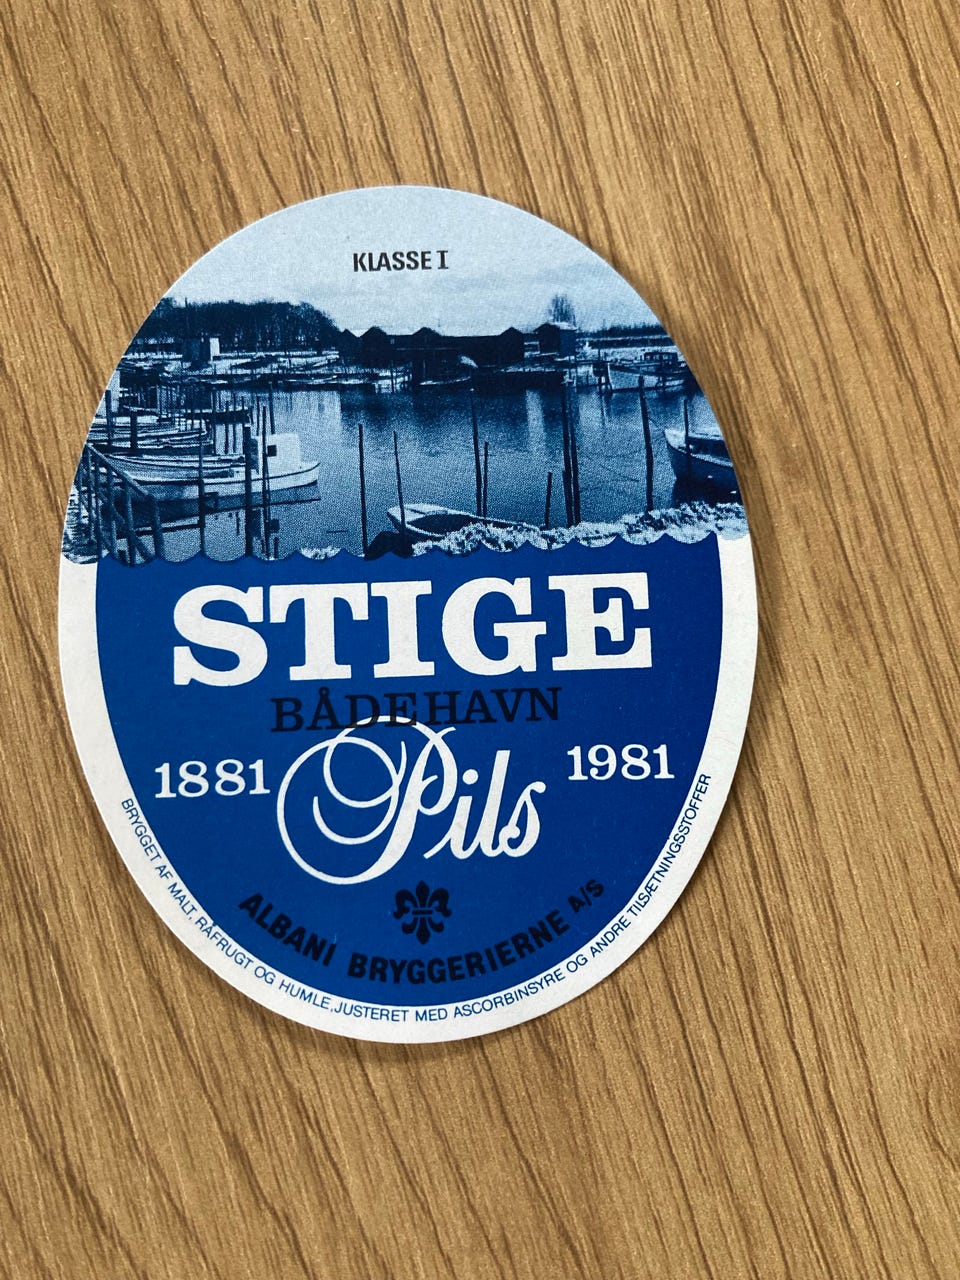 KLASSE I
STIGE
BÅDEHAVN
1881 Pils 1981
ALBANI BRYGGERIERNE A/S
BRYGGET AF MALT, RÅFRUGT OG HUMLE, JUSTERET MED ASCORBINSYRE OG ANDRE TILSÆTNINGSSTOFFER